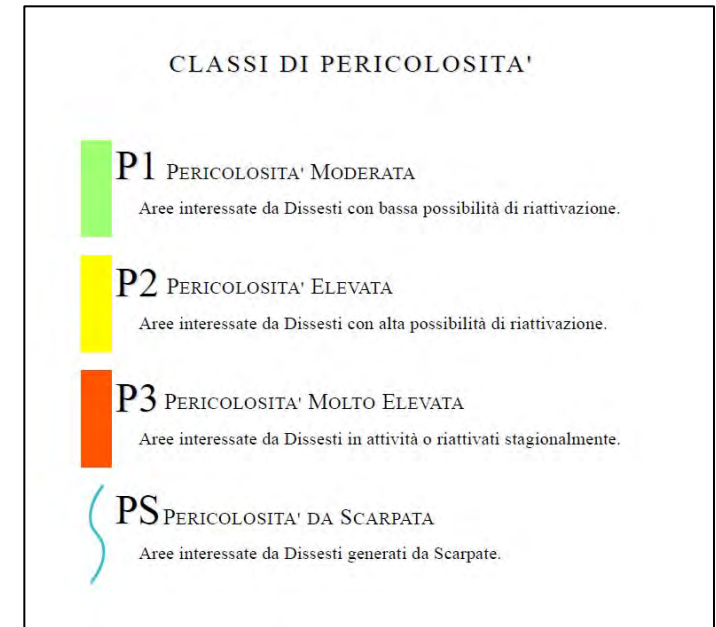 CLASSI DI PERICOLOSITA'
P1 PERICOLOSITA' MODERATA
Aree interessate da Dissesti con bassa possibilità di riattivazione.
P2 PERICOLOSITA' ELEVATA
Aree interessate da Dissesti con alta possibilità di riattivazione.
P3 PERICOLOSITA' MOLTO ELEVATA
Aree interessate da Dissesti in attività o riattivati stagionalmente.
PS PERICOLOSITA' DA SCARPATA
Aree interessate da Dissesti generati da Scarpate.